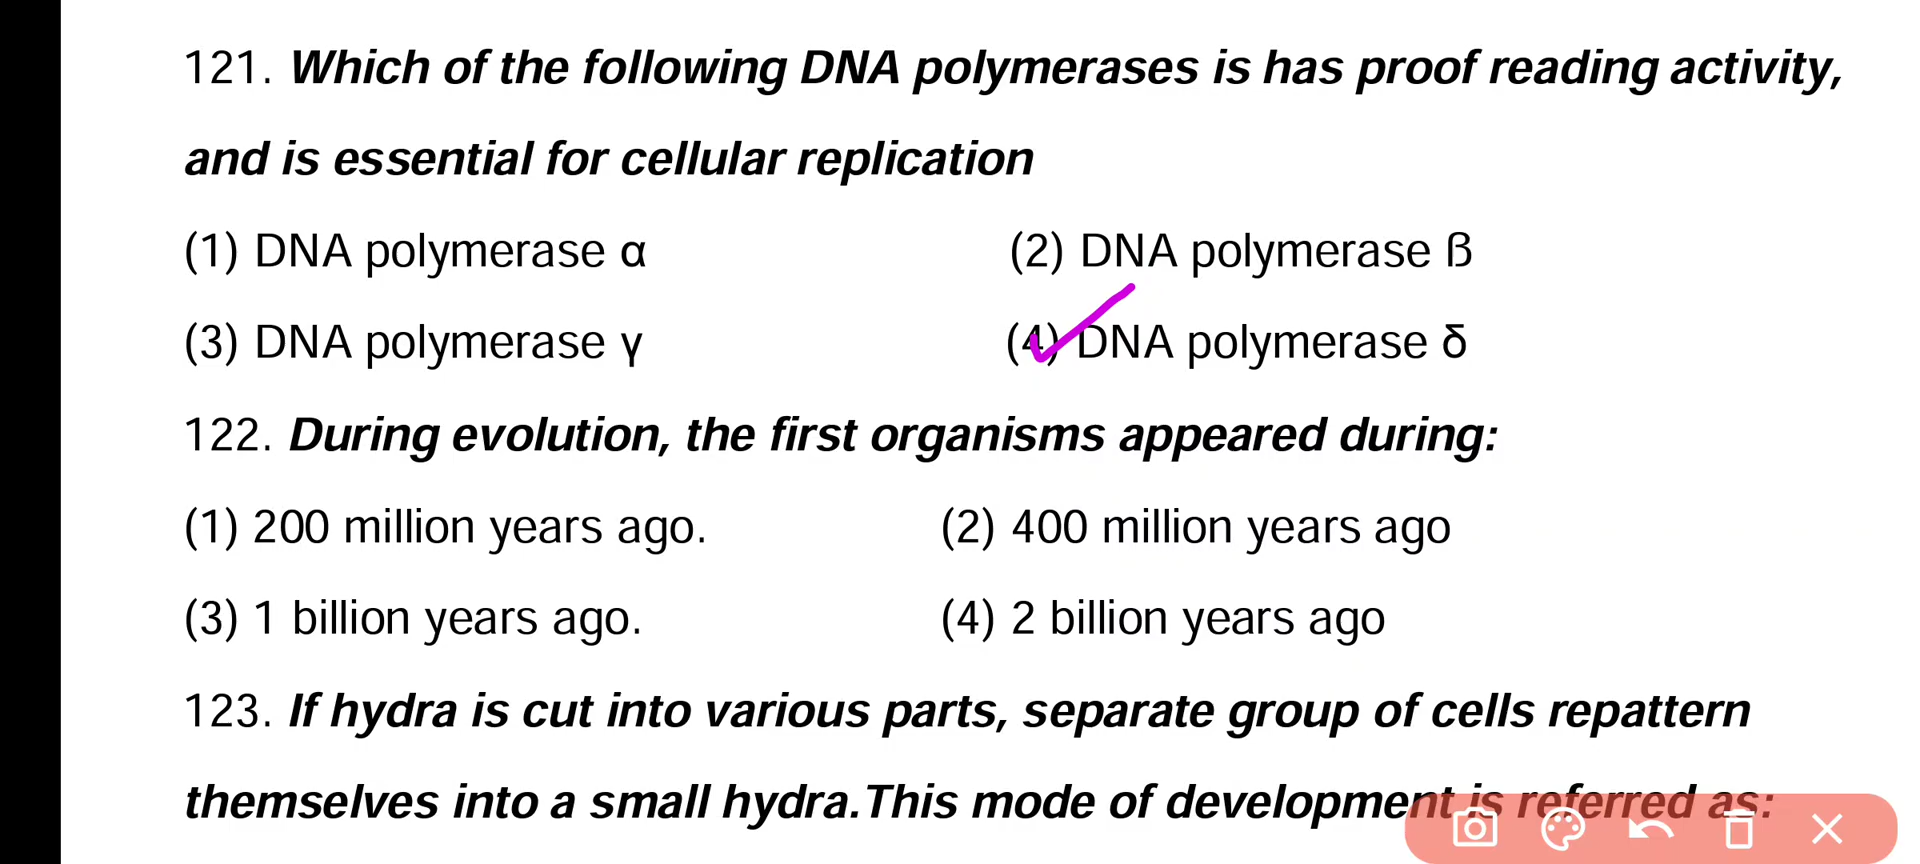 121. Which of the following DNA polymerases is has proof reading activity,
and is essential for cellular replication
(1) DNA polymerase α (2) DNA polymerase ß
(3) DNA polymerase γ (4) DNA polymerase δ
122. During evolution, the first organisms appeared during:
(1) 200 million years ago. (2) 400 million years ago
(3) 1 billion years ago. (4) 2 billion years ago
123. If hydra is cut into various parts, separate group of cells repattern
themselves into a small hydra.This mode of development is referred as: